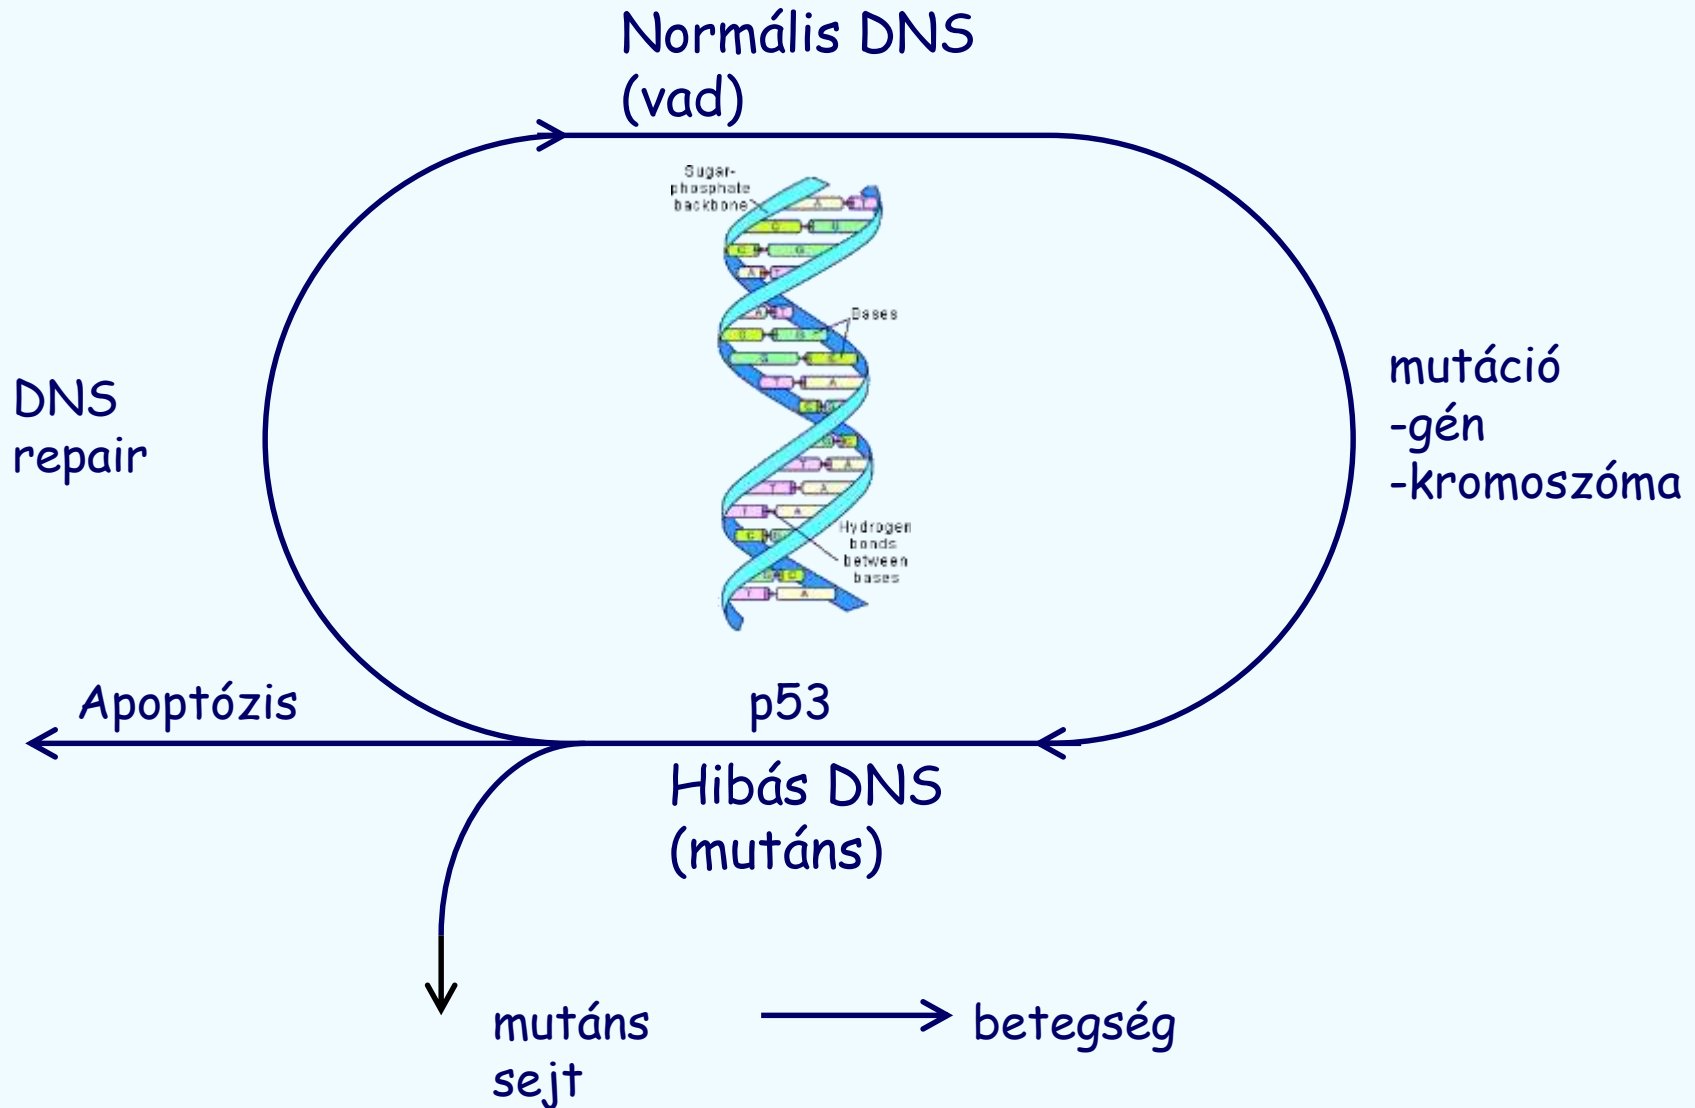 Normális DNS
(vad)
Sugar-
phosphate
backbone
Bases
Hydrogen
bonds
between
bases
DNS
repair
mutáció
-gén
-kromoszóma
Apoptózis
p53
Hibás DNS
(mutáns)
mutáns
sejt
betegség